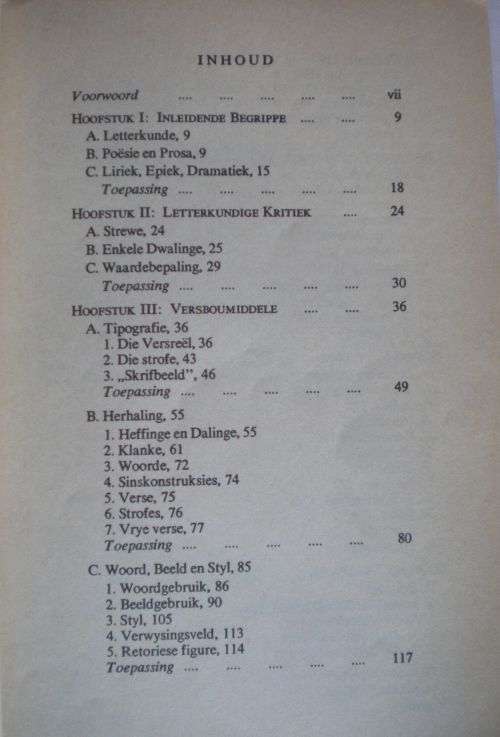 INHOUD
Voorwood .... .... .... .... .... vii
HOOFSTUK I: INLEIDENDE BEGRIPPE .... .... 9
A. Letterkunde, 9
B. Poësie en Prosa, 9
C. Liriek, Epiek, Dramatiek, 15
Toepassing .... .... .... .... .... 18
HOOFSTUK II: LETTERKUNDIGE KRITIEK .... 24
A. Strewe, 24
B. Enkele Dwalinge, 25
C. Waardebepaling, 29
Toepassing .... .... .... .... .... 30
HOOFSTUK III: VERSBOUMIDDELE .... .... 36
A. Tipografie, 36
1. Die Versreël, 36
2. Die strofe, 43
3. „Skrifbeeld”, 46
Toepassing .... .... .... .... .... 49
B. Herhaling, 55
1. Heffinge en Dalinge, 55
2. Klanke, 61
3. Woorde, 72
4. Sinskonstruksies, 74
5. Verse, 75
6. Strofes, 76
7. Vrye verse, 77
Toepassing .... .... .... .... .... 80
C. Woord, Beeld en Styl, 85
1. Woordgebruik, 86
2. Beeldgebruik, 90
3. Styl, 105
4. Verwysingsveld, 113
5. Retoriese figure, 114
Toepassing .... .... .... .... .... 117